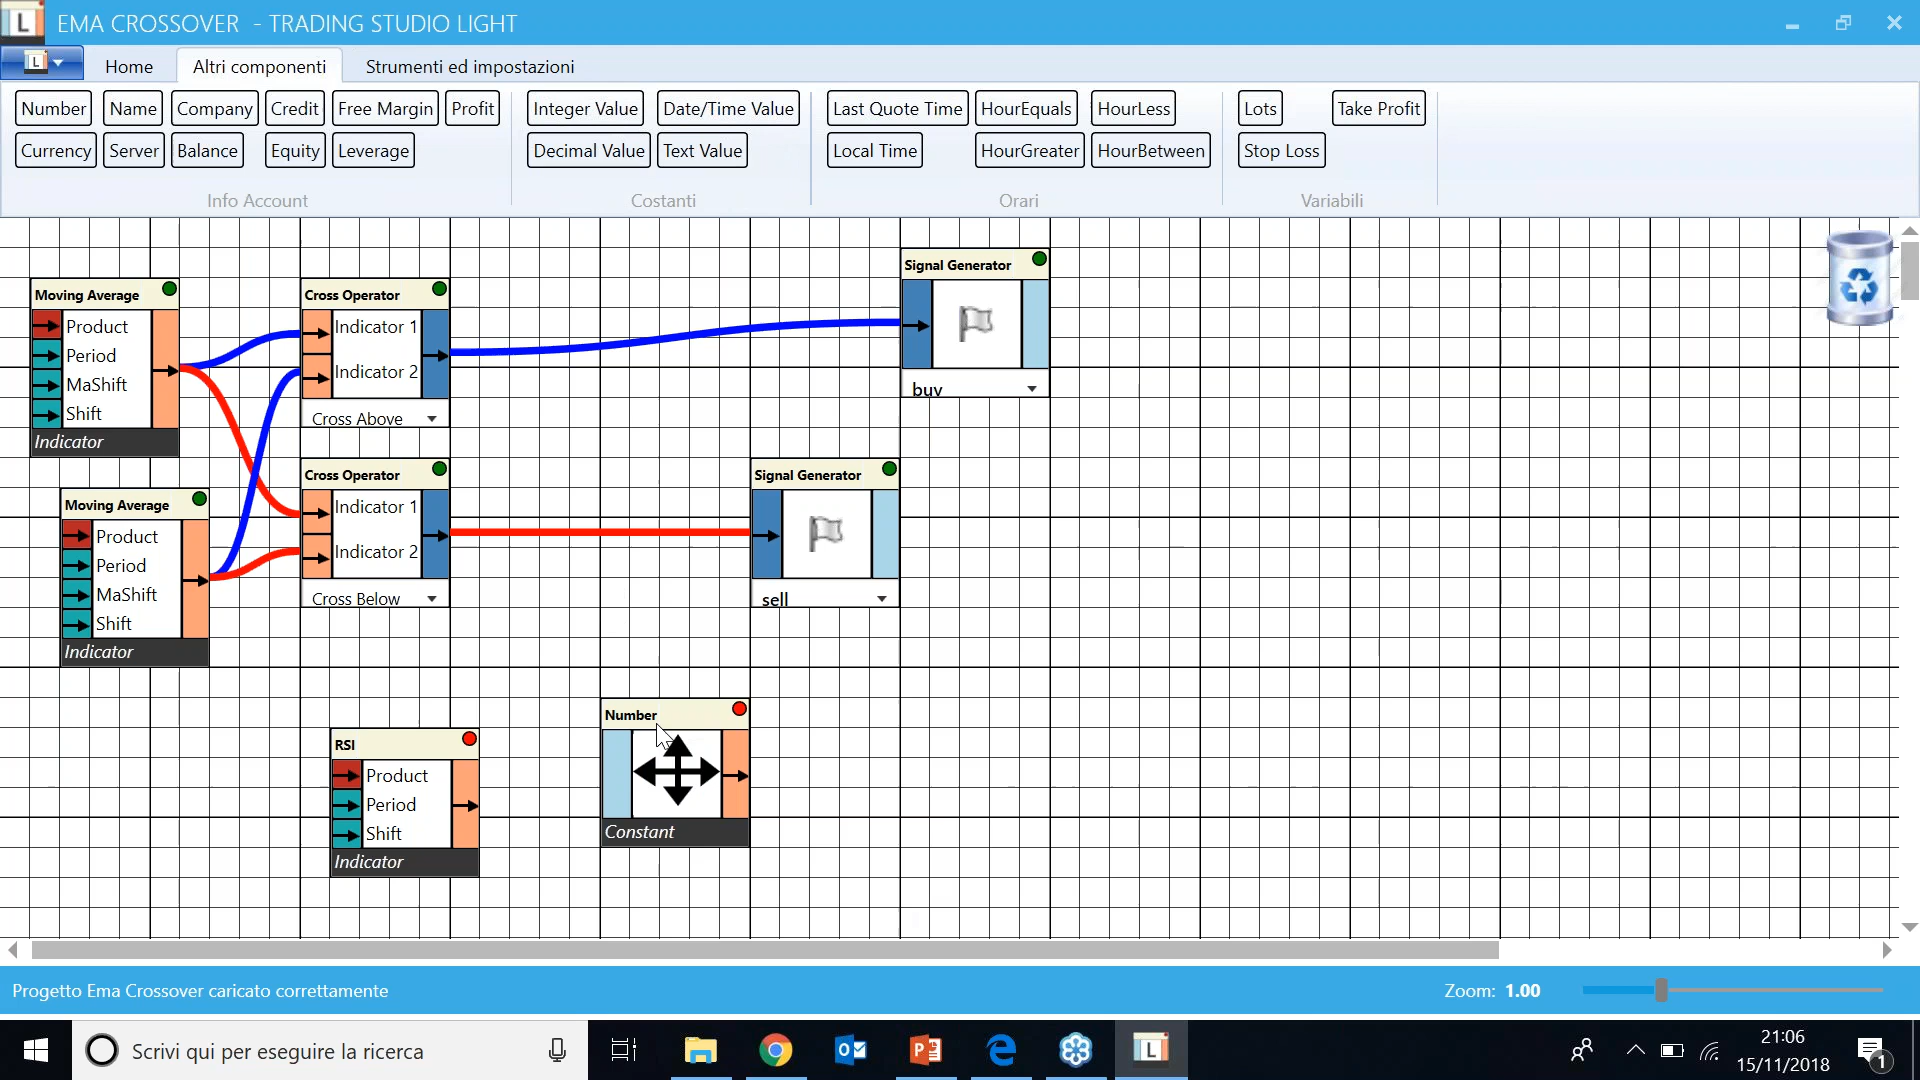 L EMA CROSSOVER - TRADING STUDIO LIGHT
L Home Altri componenti Strumenti ed impostazioni
Number Name Company Credit Free Margin Profit Integer Value Date/Time Value Last Quote Time HourEquals HourLess Lots Take Profit
Currency Server Balance Equity Leverage Decimal Value Text Value Local Time HourGreater HourBetween Stop Loss
Info Account Costanti Orari Variabili
Signal Generator
buy
Moving Average
Product
Period
MaShift
Shift
Indicator
Cross Operator
Indicator 1
Indicator 2
Cross Above
Cross Operator
Indicator 1
Indicator 2
Cross Below
Signal Generator
sell
Moving Average
Product
Period
MaShift
Shift
Indicator
Number
Constant
RSI
Product
Period
Shift
Indicator
Progetto Ema Crossover caricato correttamente Zoom: 1.00
Scrivi qui per eseguire la ricerca
L
21:06
15/11/2018
1